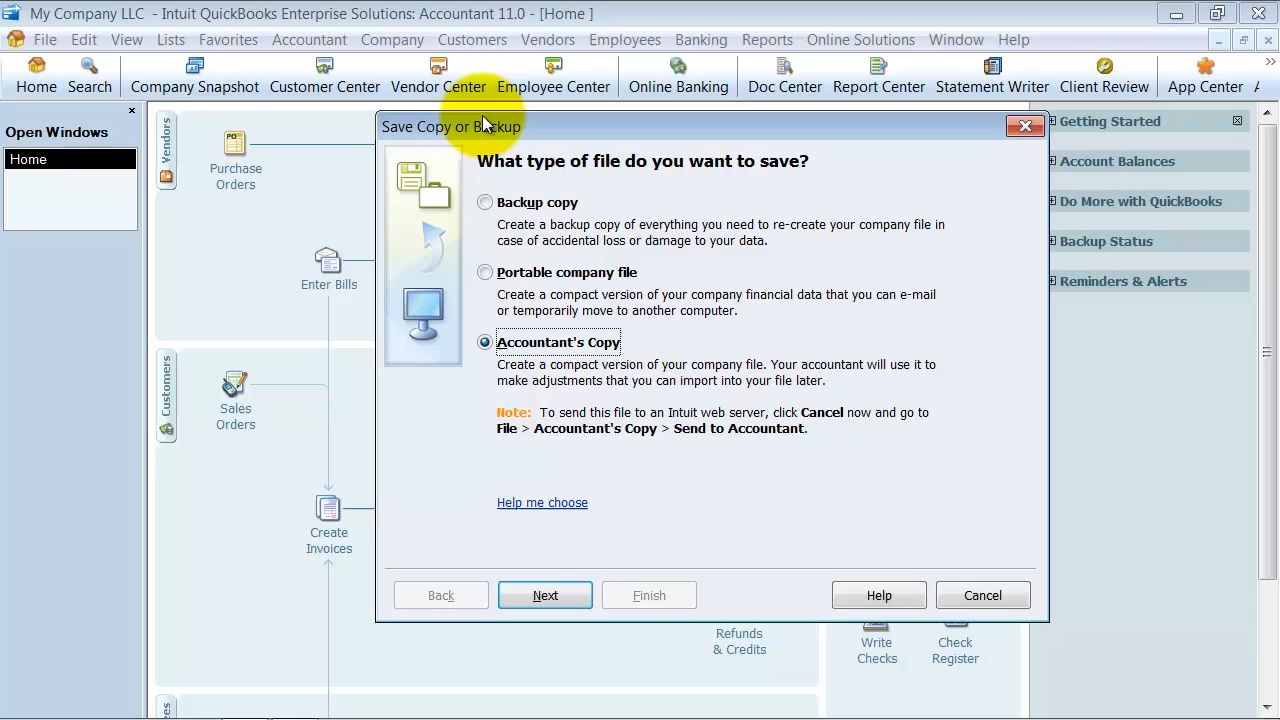 My Company LLC - Intuit QuickBooks Enterprise Solutions: Accountant 11.0 - [Home ]
File Edit View Lists Favorites Accountant Company Customers Vendors Employees Banking Reports Online Solutions Window Help
Home Search Company Snapshot Customer Center Vendor Center Employee Center Online Banking Doc Center Report Center Statement Writer Client Review App Center
Open Windows
Home
Vendors
Purchase
Orders
Enter Bills
Customers
Sales
Orders
Create
Invoices
Save Copy or Backup
What type of file do you want to save?
Backup copy
Create a backup copy of everything you need to re-create your company file in
case of accidental loss or damage to your data.
Portable company file
Create a compact version of your company financial data that you can e-mail
or temporarily move to another computer.
Accountant's Copy
Create a compact version of your company file. Your accountant will use it to
make adjustments that you can import into your file later.
Note: To send this file to an Intuit web server, click Cancel now and go to
File > Accountant's Copy > Send to Accountant.
Help me choose
Back Next Finish Help Cancel
Refunds
& Credits
Write
Checks
Check
Register
Getting Started
Account Balances
Do More with QuickBooks
Backup Status
Reminders & Alerts